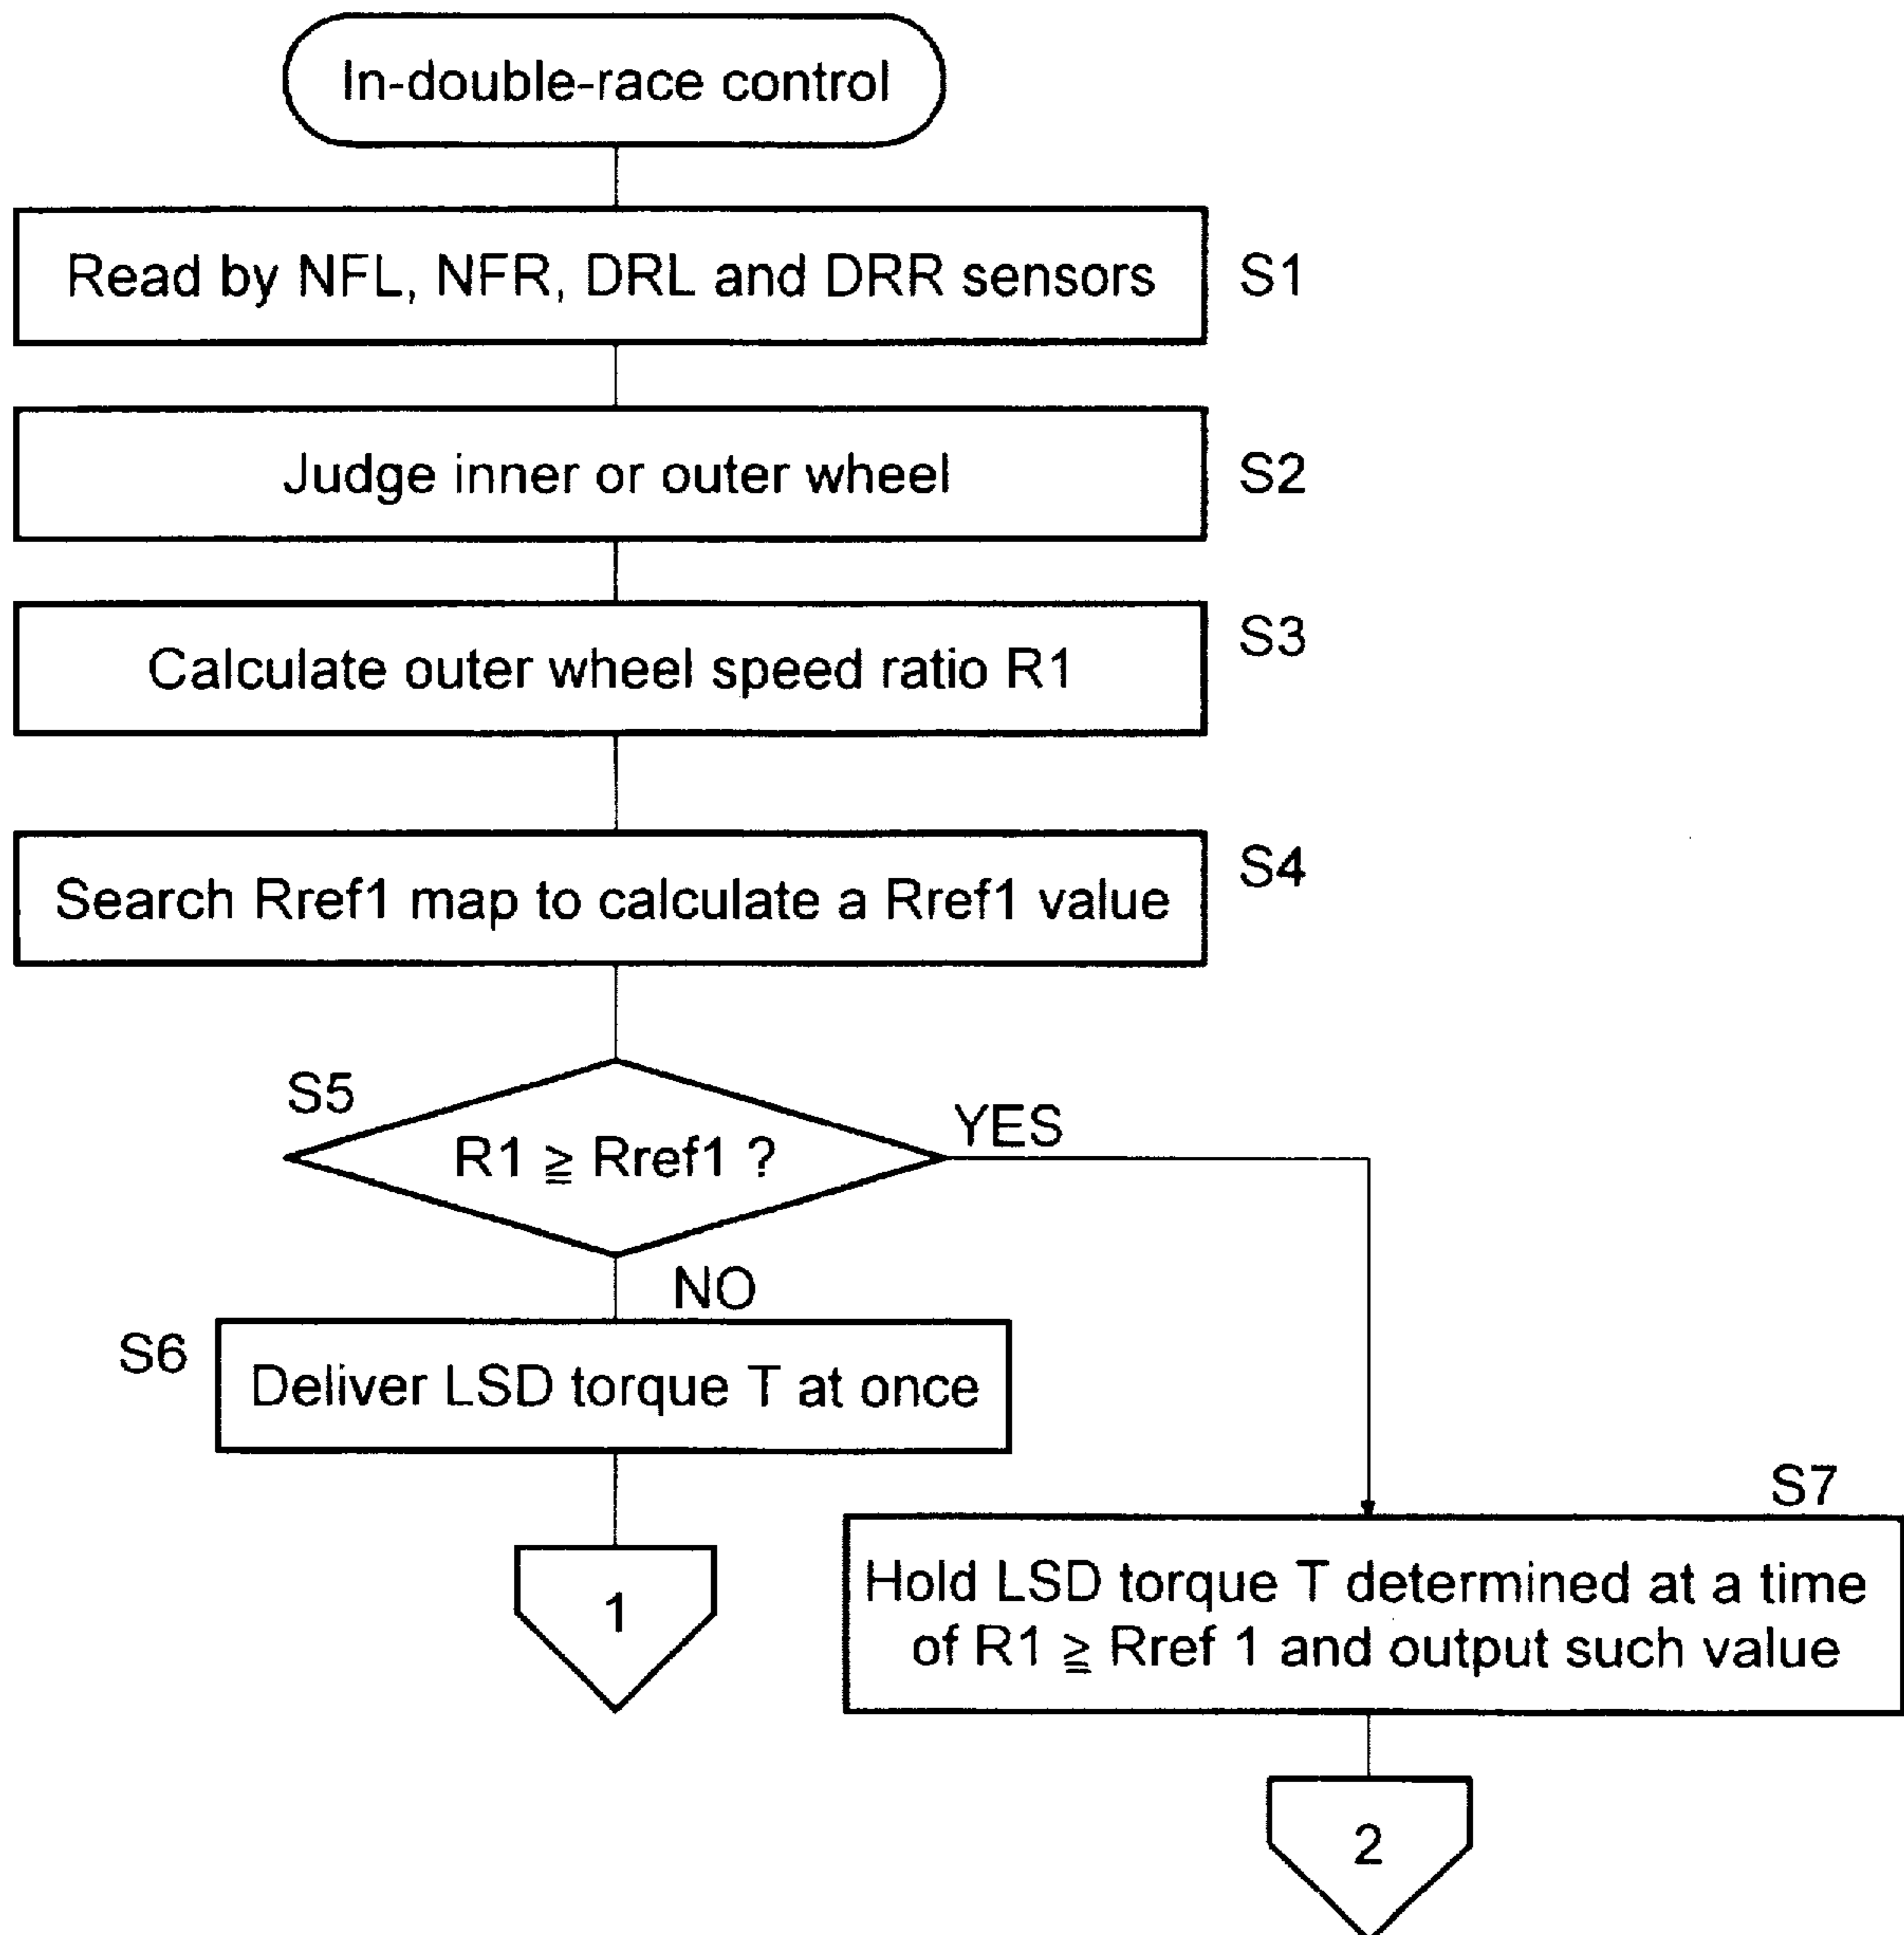 In-double-race control
Read by NFL, NFR, DRL and DRR sensors
S1
Judge inner or outer wheel
S2
Calculate outer wheel speed ratio R1
S3
Search Rref1 map to calculate a Rref1 value
S4
S5
R1 ≧ Rref1 ?
YES
NO
S6
Deliver LSD torque T at once
1
S7
Hold LSD torque T determined at a time
of R1 ≧ Rref 1 and output such value
2